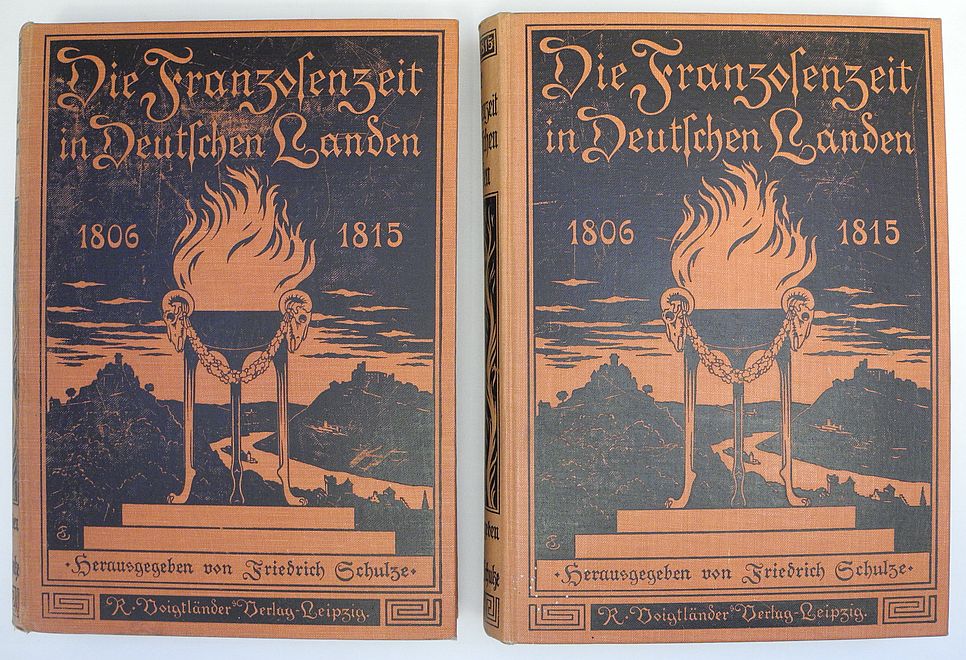 Die Franzoſenzeit
in Deutſchen Landen
1806 1815
Herausgegeben von Friedrich Schulze
R. Voigtländer's Verlag-Leipzig.
Die Franzoſenzeit
in Deutſchen Landen
1806 1815
Herausgegeben von Friedrich Schulze
R. Voigtländer's Verlag-Leipzig.